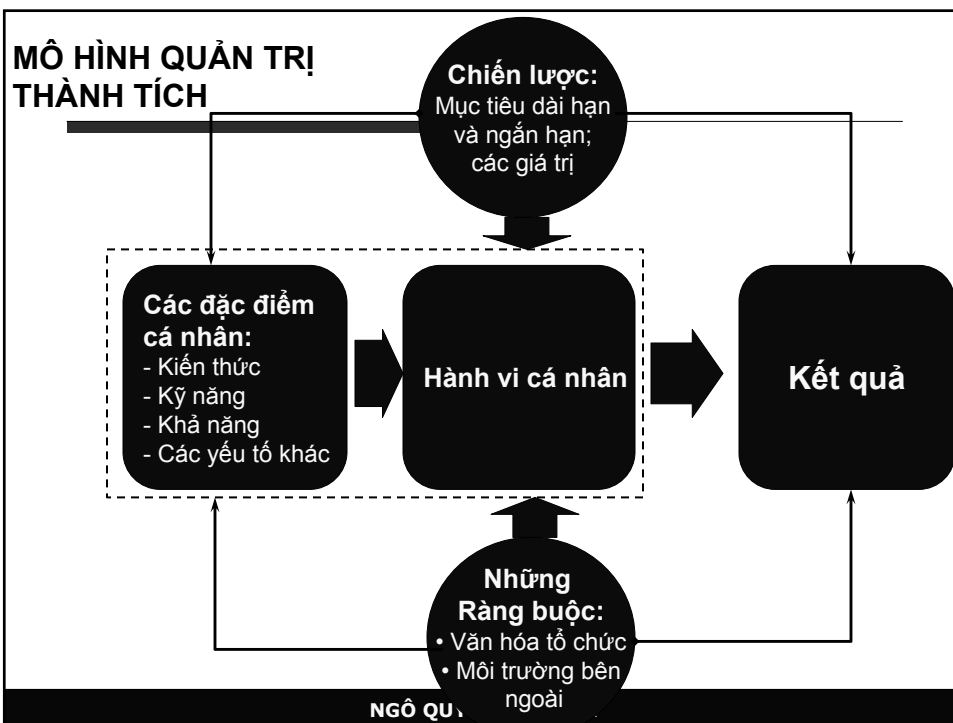 MÔ HÌNH QUẢN TRỊ
THÀNH TÍCH
Chiến lược:
Mục tiêu dài hạn
và ngắn hạn;
các giá trị
Các đặc điểm
cá nhân:
- Kiến thức
- Kỹ năng
- Khả năng
- Các yếu tố khác
Hành vi cá nhân
Kết quả
Những
Ràng buộc:
• Văn hóa tổ chức
• Môi trường bên
ngoài
NGÔ